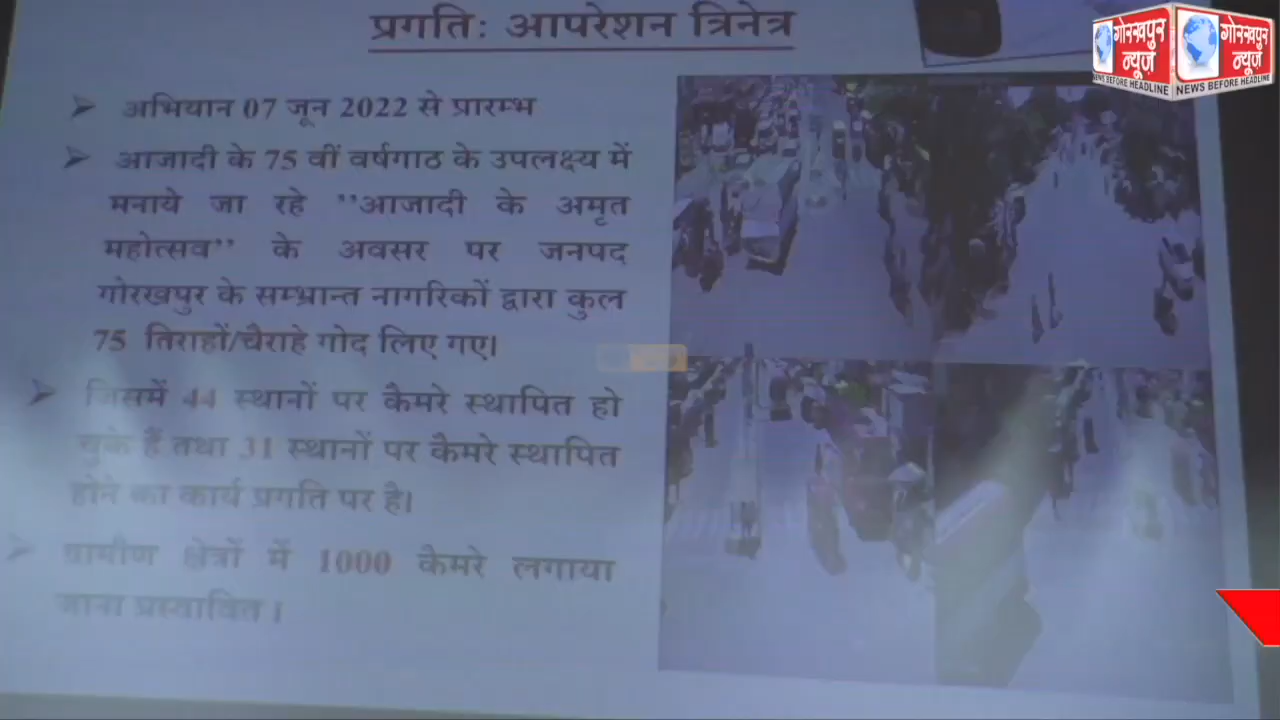 प्रगतिः आपरेशन त्रिनेत्र
गोरखपुर
न्यूज़
NEWS BEFORE HEADLINE
गोरखपुर
न्यूज़
NEWS BEFORE HEADLINE
➤ अभियान 07 जून 2022 से प्रारम्भ
➤ आजादी के 75 वीं वर्षगाठ के उपलक्ष्य में
मनाये जा रहे ''आजादी के अमृत
महोत्सव'' के अवसर पर जनपद
गोरखपुर के सम्भ्रान्त नागरिकों द्वारा कुल
75 तिराहों/चैराहे गोद लिए गए।
➤ जिसमें 44 स्थानों पर कैमरे स्थापित हो
चुके हैं तथा 31 स्थानों पर कैमरे स्थापित
होने का कार्य प्रगति पर है।
➤ ग्रामीण क्षेत्रों में 1000 कैमरे लगाया
जाना प्रस्तावित ।